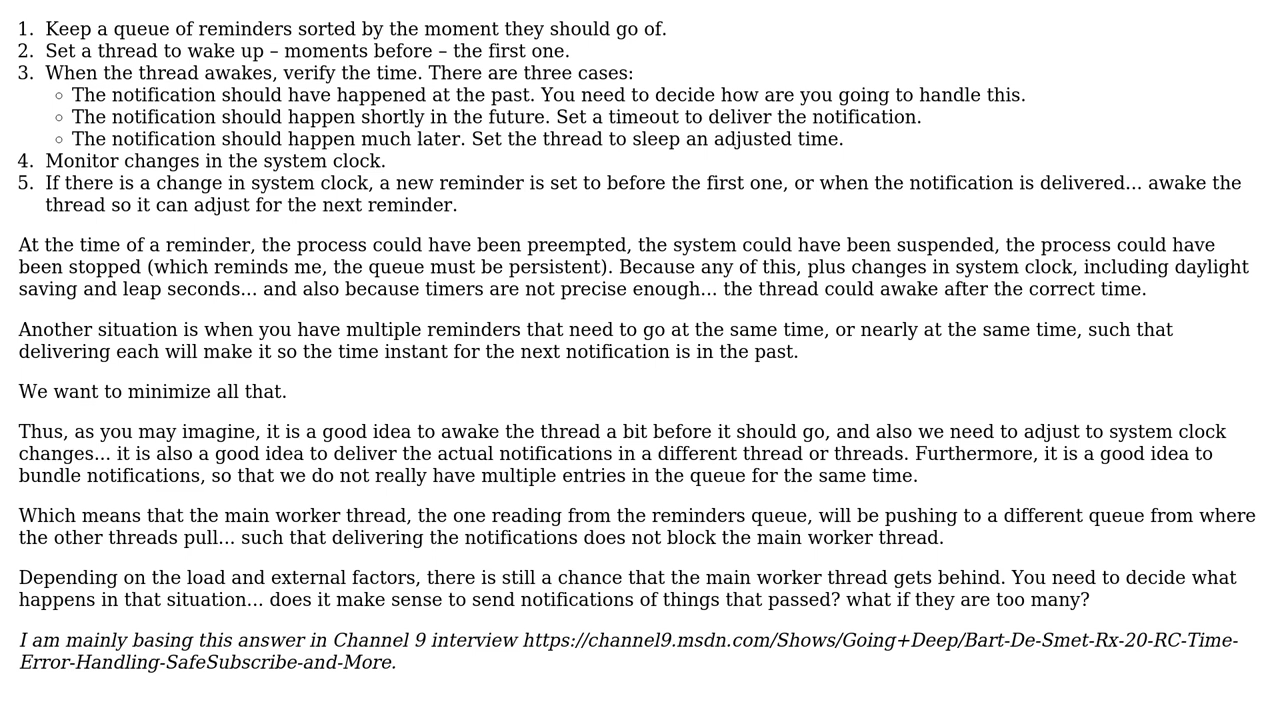 1. Keep a queue of reminders sorted by the moment they should go of.
2. Set a thread to wake up – moments before – the first one.
3. When the thread awakes, verify the time. There are three cases:
◦ The notification should have happened at the past. You need to decide how are you going to handle this.
◦ The notification should happen shortly in the future. Set a timeout to deliver the notification.
◦ The notification should happen much later. Set the thread to sleep an adjusted time.
4. Monitor changes in the system clock.
5. If there is a change in system clock, a new reminder is set to before the first one, or when the notification is delivered... awake the
thread so it can adjust for the next reminder.
At the time of a reminder, the process could have been preempted, the system could have been suspended, the process could have
been stopped (which reminds me, the queue must be persistent). Because any of this, plus changes in system clock, including daylight
saving and leap seconds... and also because timers are not precise enough... the thread could awake after the correct time.
Another situation is when you have multiple reminders that need to go at the same time, or nearly at the same time, such that
delivering each will make it so the time instant for the next notification is in the past.
We want to minimize all that.
Thus, as you may imagine, it is a good idea to awake the thread a bit before it should go, and also we need to adjust to system clock
changes... it is also a good idea to deliver the actual notifications in a different thread or threads. Furthermore, it is a good idea to
bundle notifications, so that we do not really have multiple entries in the queue for the same time.
Which means that the main worker thread, the one reading from the reminders queue, will be pushing to a different queue from where
the other threads pull... such that delivering the notifications does not block the main worker thread.
Depending on the load and external factors, there is still a chance that the main worker thread gets behind. You need to decide what
happens in that situation... does it make sense to send notifications of things that passed? what if they are too many?
I am mainly basing this answer in Channel 9 interview https://channel9.msdn.com/Shows/Going+Deep/Bart-De-Smet-Rx-20-RC-Time-
Error-Handling-SafeSubscribe-and-More.